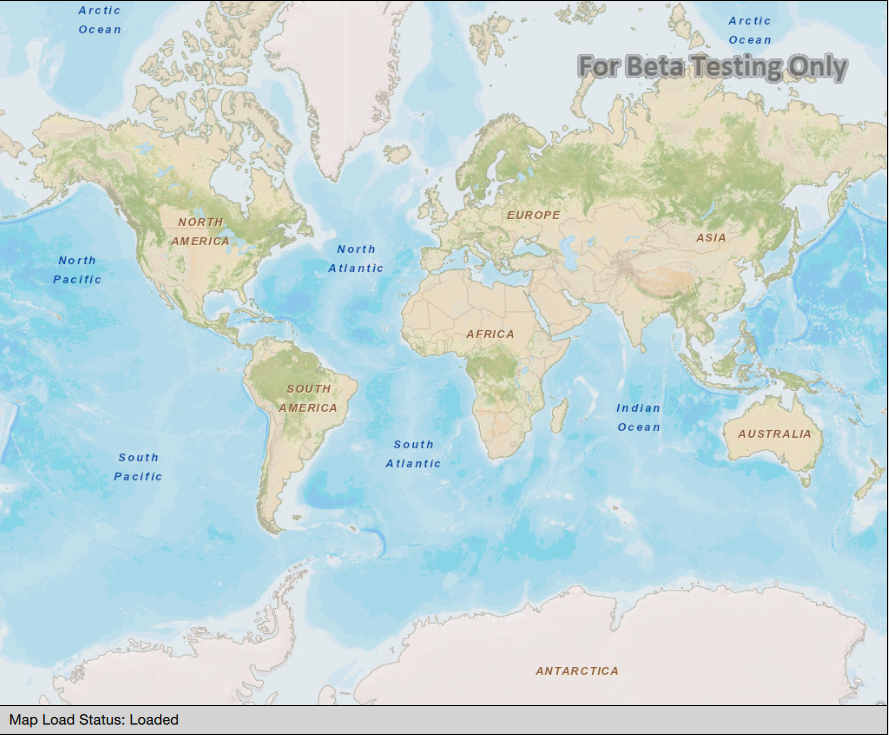 Arctic
Ocean
Arctic
Ocean
For Beta Testing Only
NORTH
AMERICA
EUROPE
ASIA
North
Pacific
North
Atlantic
AFRICA
SOUTH
AMERICA
Indian
Ocean
AUSTRALIA
South
Pacific
South
Atlantic
ANTARCTICA
Map Load Status: Loaded